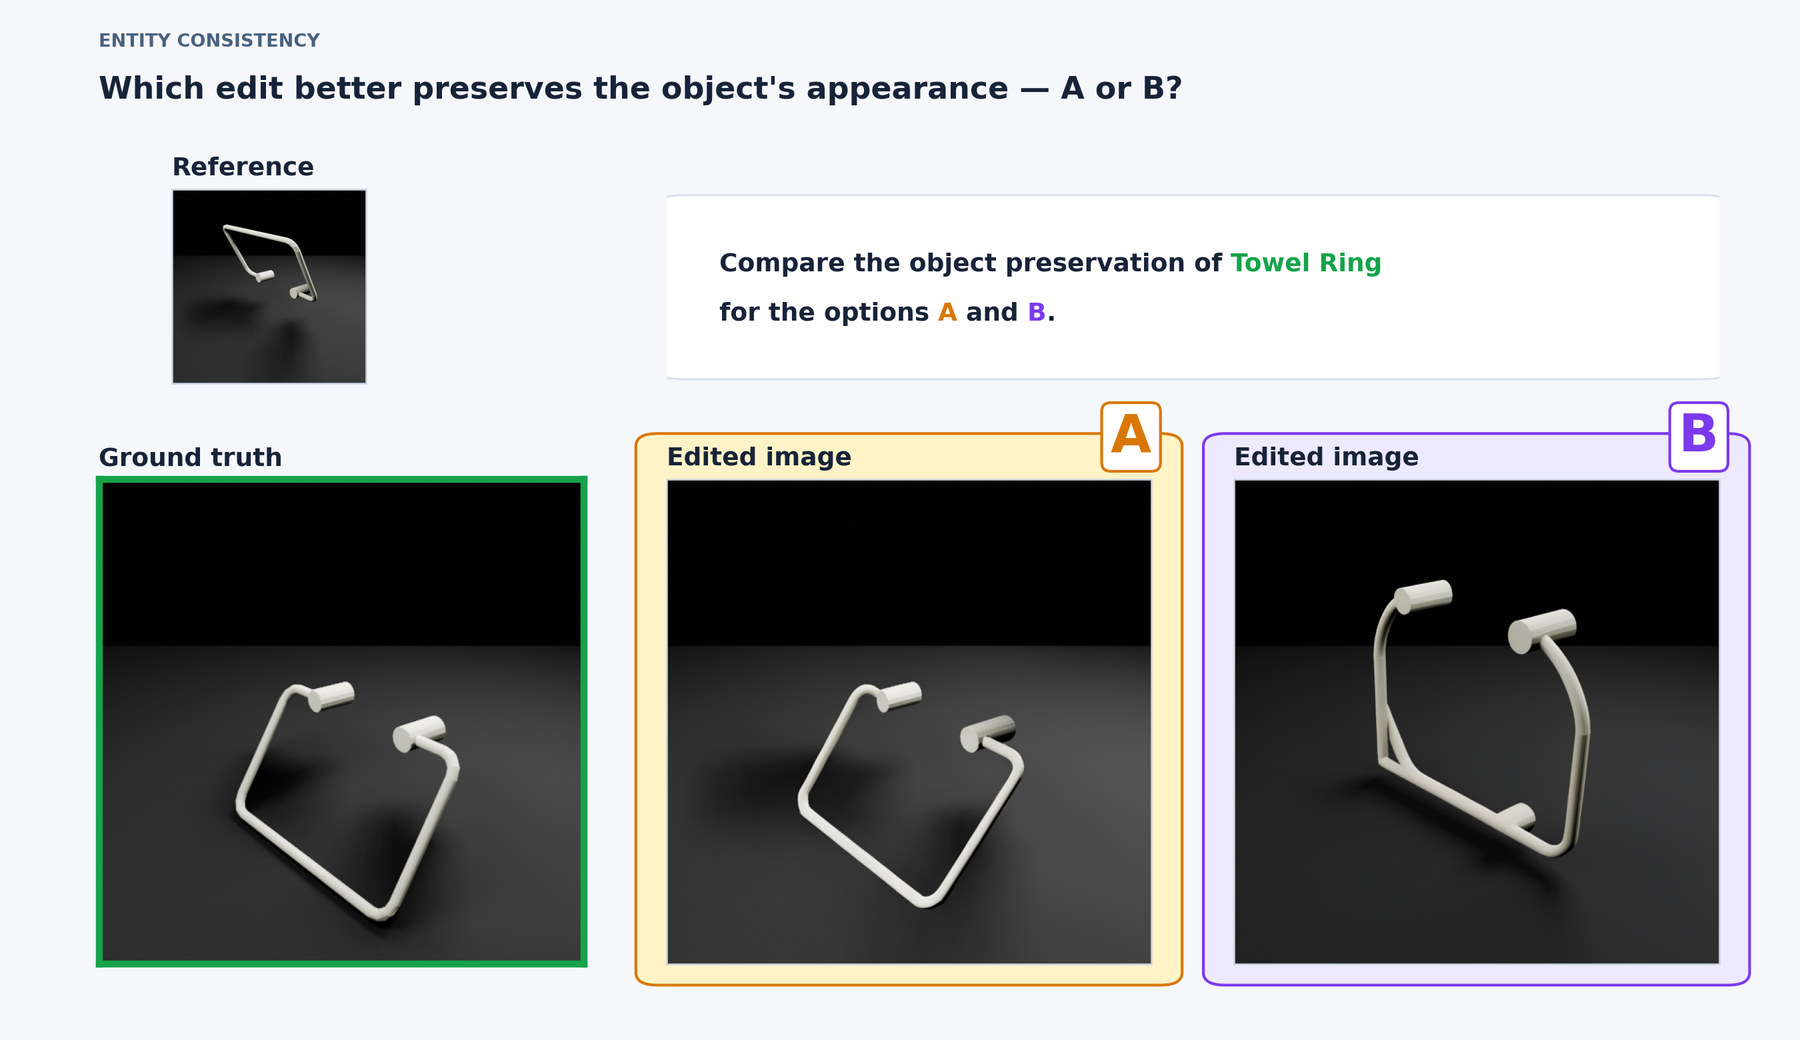 ENTITY CONSISTENCY
Which edit better preserves the object's appearance — A or B?
Reference
Compare the object preservation of Towel Ring
for the options A and B.
Ground truth
Edited image
A
Edited image
B